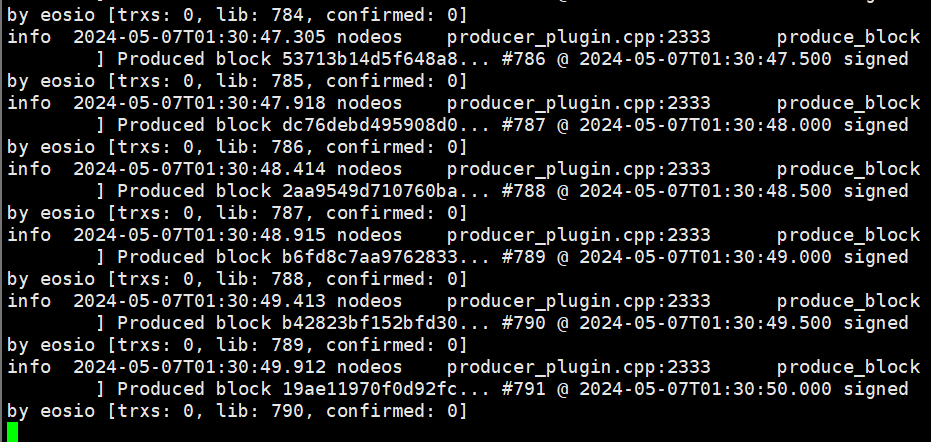 by eosio [trxs: 0, lib: 784, confirmed: 0]
info  2024-05-07T01:30:47.305 nodeos    producer_plugin.cpp:2333      produce_block
        ] Produced block 53713b14d5f648a8... #786 @ 2024-05-07T01:30:47.500 signed
by eosio [trxs: 0, lib: 785, confirmed: 0]
info  2024-05-07T01:30:47.918 nodeos    producer_plugin.cpp:2333      produce_block
        ] Produced block dc76debd495908d0... #787 @ 2024-05-07T01:30:48.000 signed
by eosio [trxs: 0, lib: 786, confirmed: 0]
info  2024-05-07T01:30:48.414 nodeos    producer_plugin.cpp:2333      produce_block
        ] Produced block 2aa9549d710760ba... #788 @ 2024-05-07T01:30:48.500 signed
by eosio [trxs: 0, lib: 787, confirmed: 0]
info  2024-05-07T01:30:48.915 nodeos    producer_plugin.cpp:2333      produce_block
        ] Produced block b6fd8c7aa9762833... #789 @ 2024-05-07T01:30:49.000 signed
by eosio [trxs: 0, lib: 788, confirmed: 0]
info  2024-05-07T01:30:49.413 nodeos    producer_plugin.cpp:2333      produce_block
        ] Produced block b42823bf152bfd30... #790 @ 2024-05-07T01:30:49.500 signed
by eosio [trxs: 0, lib: 789, confirmed: 0]
info  2024-05-07T01:30:49.912 nodeos    producer_plugin.cpp:2333      produce_block
        ] Produced block 19ae11970f0d92fc... #791 @ 2024-05-07T01:30:50.000 signed
by eosio [trxs: 0, lib: 790, confirmed: 0]